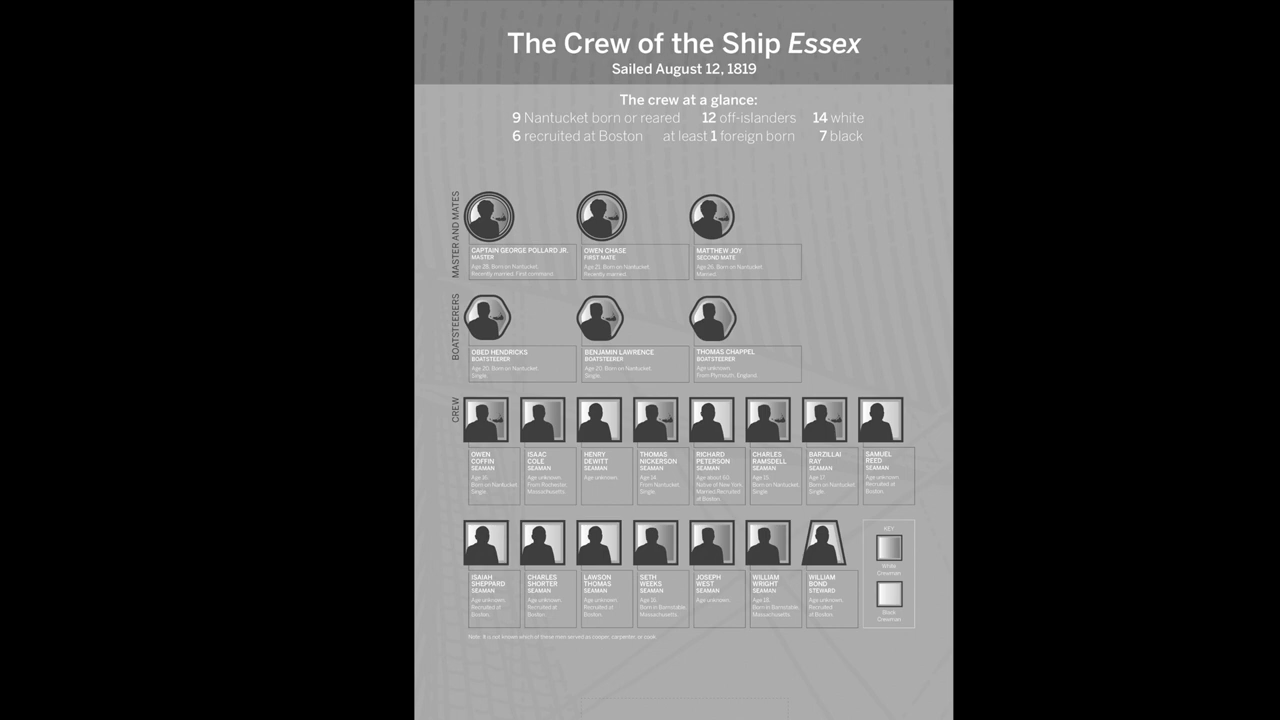 The Crew of the Ship Essex
Sailed August 12, 1819
The crew at a glance:
9 Nantucket born or reared 12 off-islanders 14 white
6 recruited at Boston at least 1 foreign born 7 black
MASTER AND MATES
CAPTAIN GEORGE POLLARD JR.
MASTER
Age 28. Born on Nantucket.
Recently married. First command.
OWEN CHASE
FIRST MATE
Age 21. Born on Nantucket.
Recently married.
MATTHEW JOY
SECOND MATE
Age 26. Born on Nantucket.
Married.
BOATSTEERERS
OBED HENDRICKS
BOATSTEERER
Age 20. Born on Nantucket.
Single.
BENJAMIN LAWRENCE
BOATSTEERER
Age 20. Born on Nantucket.
Single.
THOMAS CHAPPEL
BOATSTEERER
Age unknown.
From Plymouth, England.
CREW
OWEN
COFFIN
SEAMAN
Age 16.
Born on Nantucket.
Single.
ISAAC
COLE
SEAMAN
Age unknown.
From Rochester,
Massachusetts.
HENRY
DEWITT
SEAMAN
Age unknown.
THOMAS
NICKERSON
SEAMAN
Age 14.
From Nantucket.
Single.
RICHARD
PETERSON
SEAMAN
Age about 60.
Native of New York.
Married. Recruited
at Boston.
CHARLES
RAMSDELL
SEAMAN
Age 15.
Born on Nantucket.
Single.
BARZILLAI
RAY
SEAMAN
Age 17.
Born on Nantucket.
Single
SAMUEL
REED
SEAMAN
Age unknown.
Recruited at
Boston.
ISAIAH
SHEPPARD
SEAMAN
Age unknown.
Recruited at
Boston.
CHARLES
SHORTER
SEAMAN
Age unknown.
Recruited at
Boston.
LAWSON
THOMAS
SEAMAN
Age unknown.
Recruited at
Boston.
SETH
WEEKS
SEAMAN
Age 16.
Born in Barnstable,
Massachusetts.
JOSEPH
WEST
SEAMAN
Age unknown.
WILLIAM
WRIGHT
SEAMAN
Age 18.
Born in Barnstable,
Massachusetts.
WILLIAM
BOND
STEWARD
Age unknown.
Recruited
at Boston.
KEY
White
Crewman
Black
Crewman
Note: It is not known which of these men served as cooper, carpenter, or cook.